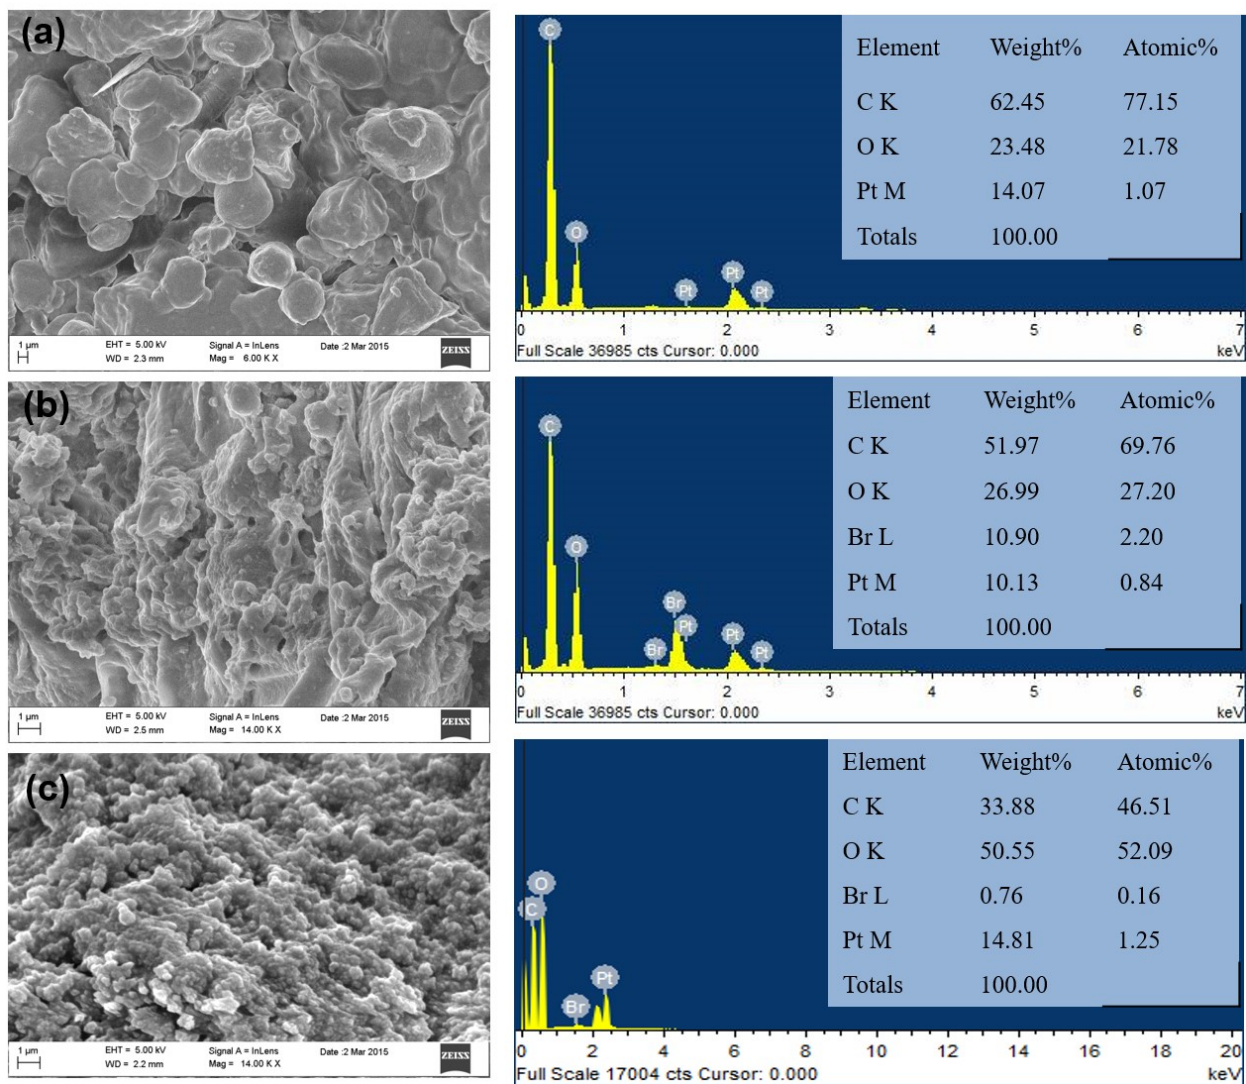 (a)
1 µm
EHT = 5.00 kV
Signal A = InLens
Date :2 Mar 2015
WD = 2.3 mm
Mag = 6.00 K X
ZEISS
C
O
Pt
Pt
Pt
Element Weight% Atomic%
C K 62.45 77.15
O K 23.48 21.78
Pt M 14.07 1.07
Totals 100.00
0 1 2 3 4 5 6 7
Full Scale 36985 cts Cursor: 0.000 keV
(b)
1 µm
EHT = 5.00 kV
Signal A = InLens
Date :2 Mar 2015
WD = 2.5 mm
Mag = 14.00 K X
ZEISS
C
O
Br
Br
Pt
Pt
Pt
Element Weight% Atomic%
C K 51.97 69.76
O K 26.99 27.20
Br L 10.90 2.20
Pt M 10.13 0.84
Totals 100.00
0 1 2 3 4 5 6 7
Full Scale 36985 cts Cursor: 0.000 keV
(c)
1 µm
EHT = 5.00 kV
Signal A = InLens
Date :2 Mar 2015
WD = 2.2 mm
Mag = 14.00 K X
ZEISS
C
O
Br
Pt
Element Weight% Atomic%
C K 33.88 46.51
O K 50.55 52.09
Br L 0.76 0.16
Pt M 14.81 1.25
Totals 100.00
0 2 4 6 8 10 12 14 16 18 20
Full Scale 17004 cts Cursor: 0.000 keV